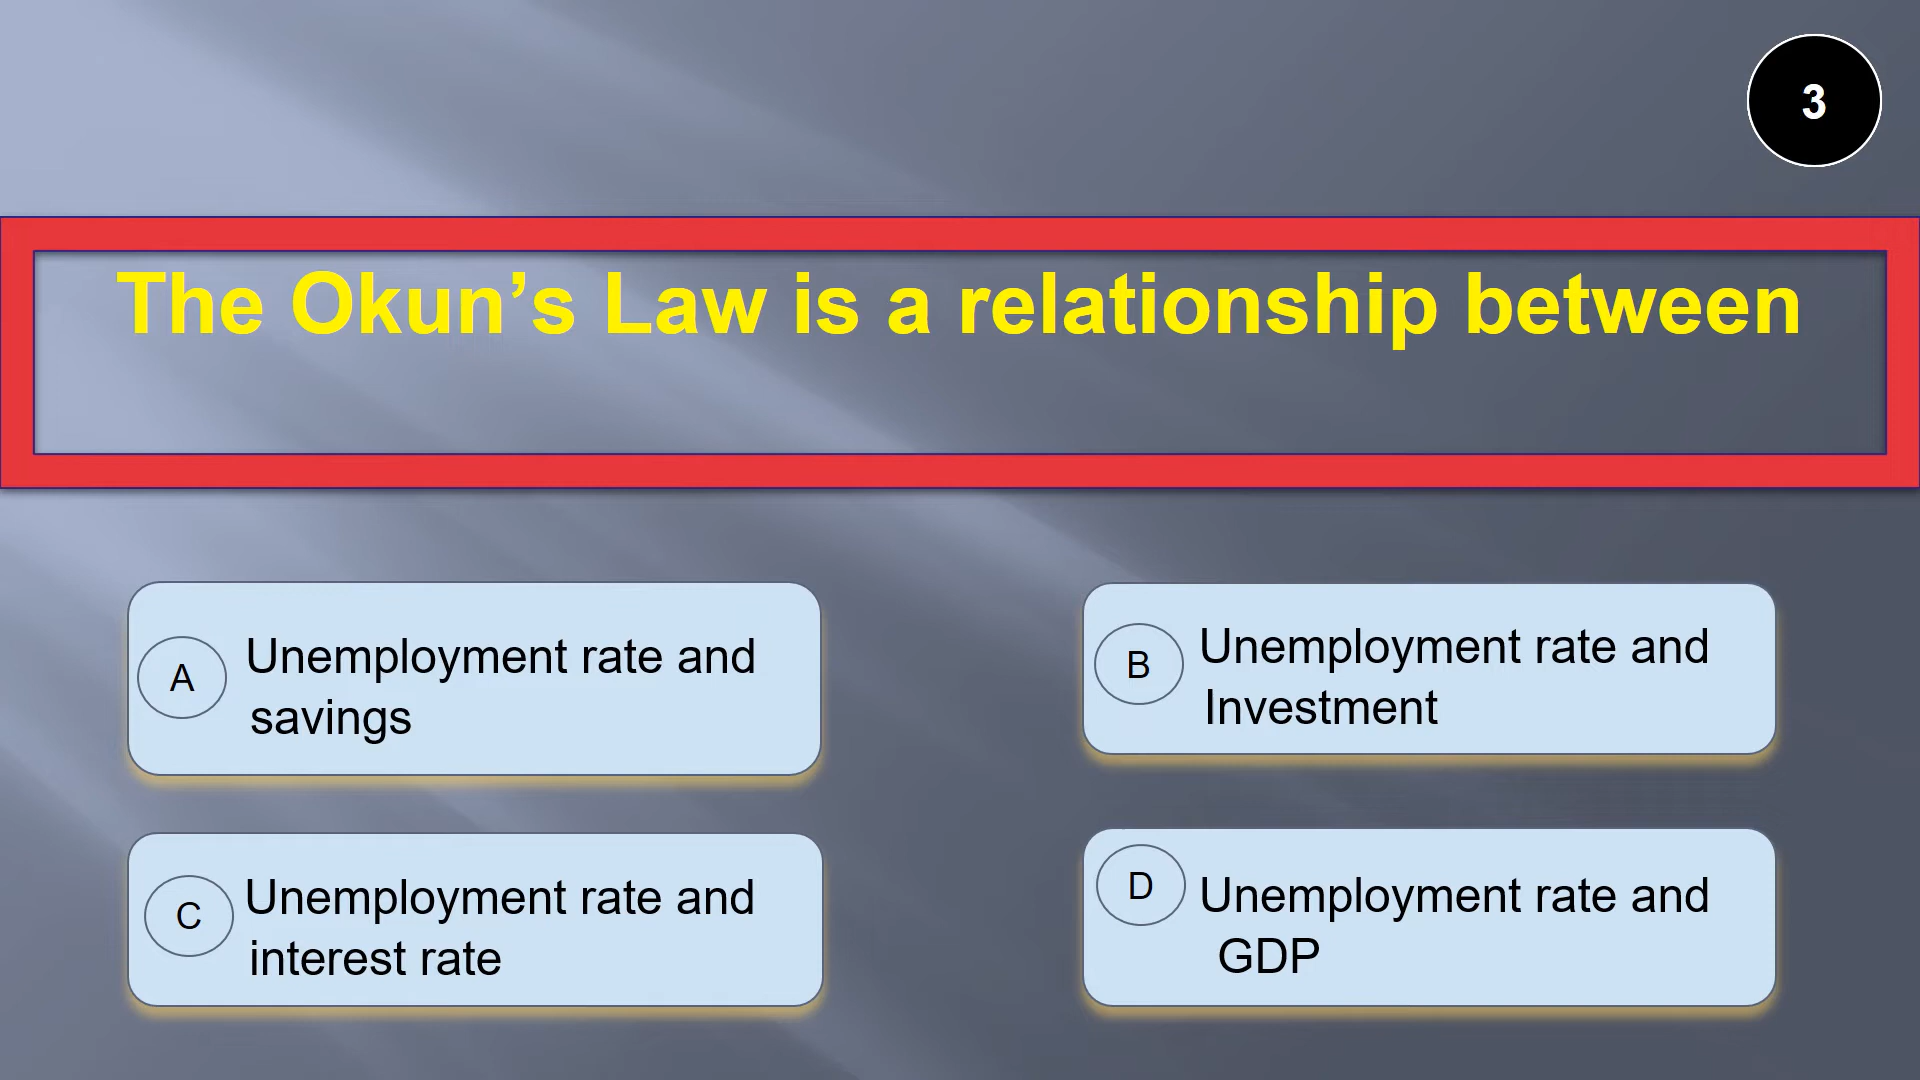 3
The Okun’s Law is a relationship between
A
Unemployment rate and
savings
B
Unemployment rate and
Investment
C
Unemployment rate and
interest rate
D
Unemployment rate and
GDP